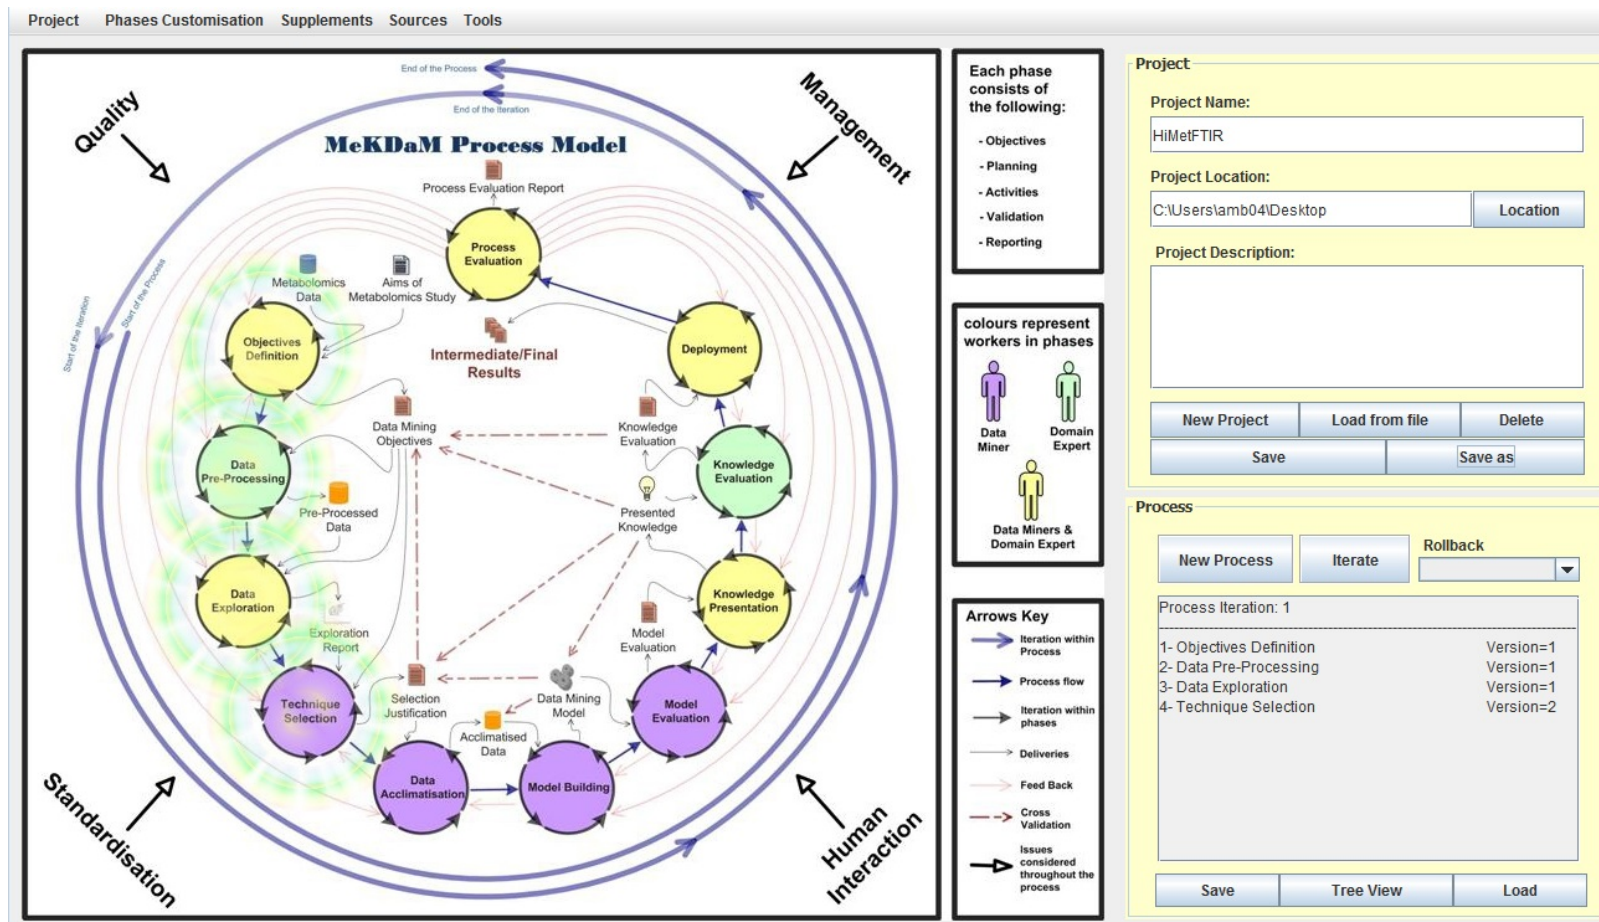 Project Phases Customisation Supplements Sources Tools
End of the Process
End of the Iteration
Quality
Management
MeKDaM Process Model
Process Evaluation Report
Process
Evaluation
Start of the Process
Start of the Iteration
Metabolomics
Data
Aims of
Metabolomics Study
Objectives
Definition
Intermediate/Final
Results
Deployment
Data Mining
Objectives
Knowledge
Evaluation
Data
Pre-Processing
Knowledge
Evaluation
Pre-Processed
Data
Presented
Knowledge
Data
Exploration
Knowledge
Presentation
Exploration
Report
Model
Evaluation
Technique
Selection
Selection
Justification
Data Mining
Model
Model
Evaluation
Acclimatised
Data
Data
Acclimatisation
Model Building
Standardisation
Human
Interaction
Each phase
consists of
the following:
- Objectives
- Planning
- Activities
- Validation
- Reporting
colours represent
workers in phases
Data
Miner
Domain
Expert
Data Miners &
Domain Expert
Arrows Key
Iteration within
Process
Process flow
Iteration within
phases
Deliveries
Feed Back
Cross
Validation
Issues
considered
throughout the
process
Project
Project Name:
HiMetFTIR
Project Location:
C:\Users\amb04\Desktop
Location
Project Description:
New Project
Load from file
Delete
Save
Save as
Process
New Process
Iterate
Rollback
Process Iteration: 1
1- Objectives Definition Version=1
2- Data Pre-Processing Version=1
3- Data Exploration Version=1
4- Technique Selection Version=2
Save
Tree View
Load